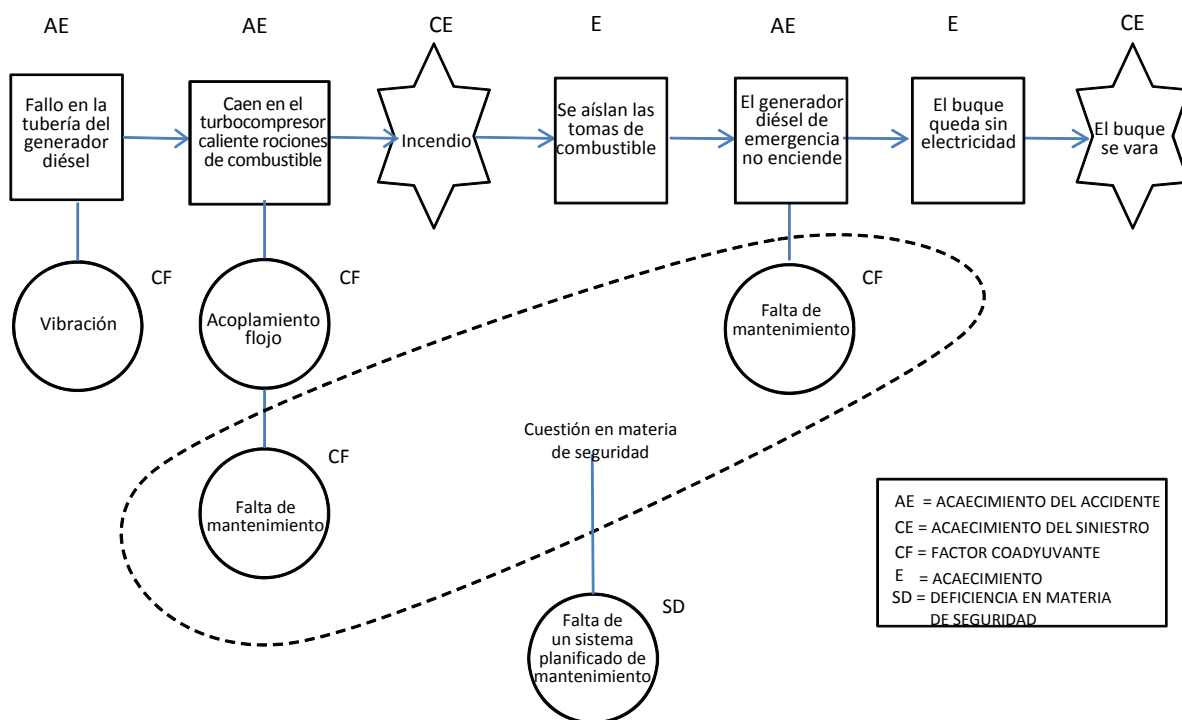 AE
AE
CE
E
AE
E
CE
Fallo en la
tubería del
generador
diésel
Caen en el
turbocompresor
caliente rociones
de combustible
Incendio
Se aíslan las
tomas de
combustible
El generador
diésel de
emergencia
no enciende
El buque
queda sin
electricidad
El buque
se vara
CF
Vibración
CF
Acoplamiento
flojo
CF
Falta de
mantenimiento
CF
Falta de
mantenimiento
Cuestión en materia
de seguridad
SD
Falta de
un sistema
planificado de
mantenimiento
AE = ACAECIMIENTO DEL ACCIDENTE
CE = ACAECIMIENTO DEL SINIESTRO
CF = FACTOR COADYUVANTE
E = ACAECIMIENTO
SD = DEFICIENCIA EN MATERIA
DE SEGURIDAD